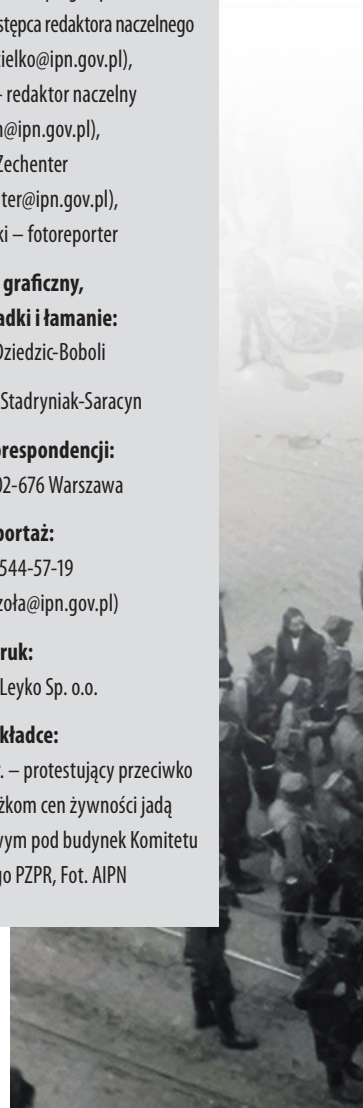 stępca redaktora naczelnego
ielko@ipn.gov.pl),
redaktor naczelny
@ipn.gov.pl),
Zechenter
ter@ipn.gov.pl),
ki – fotoreporter
graficzny,
adki i łamanie:
Dziedzic-Boboli
Stadryniak-Saracyn
respondencji:
02-676 Warszawa
portaż:
544-57-19
zoła@ipn.gov.pl)
ruk:
Leyko Sp. o.o.
kładce:
. – protestujący przeciwko
żkom cen żywności jadą
wym pod budynek Komitetu
go PZPR, Fot. AIPN